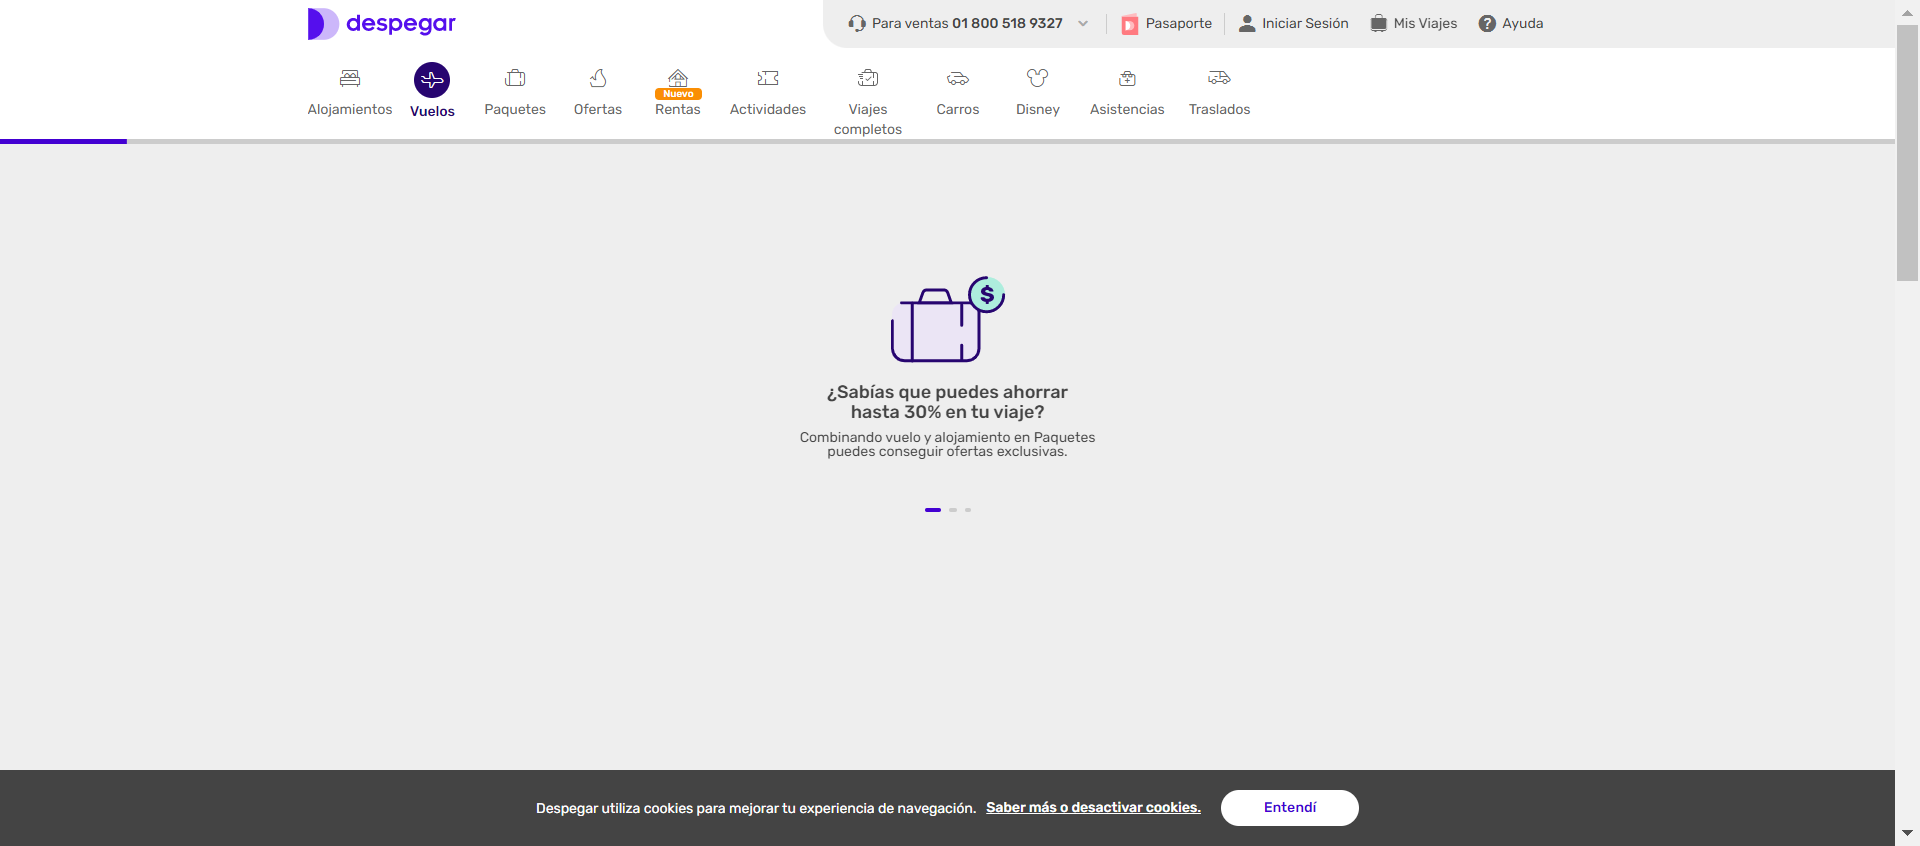 despegar
Para ventas 01 800 518 9327
Pasaporte
Iniciar Sesión
Mis Viajes
? Ayuda
Alojamientos
Vuelos
Paquetes
Ofertas
Nuevo
Rentas
Actividades
Viajes
completos
Carros
Disney
Asistencias
Traslados
$
¿Sabías que puedes ahorrar
hasta 30% en tu viaje?
Combinando vuelo y alojamiento en Paquetes
puedes conseguir ofertas exclusivas.
Despegar utiliza cookies para mejorar tu experiencia de navegación. Saber más o desactivar cookies. Entendí